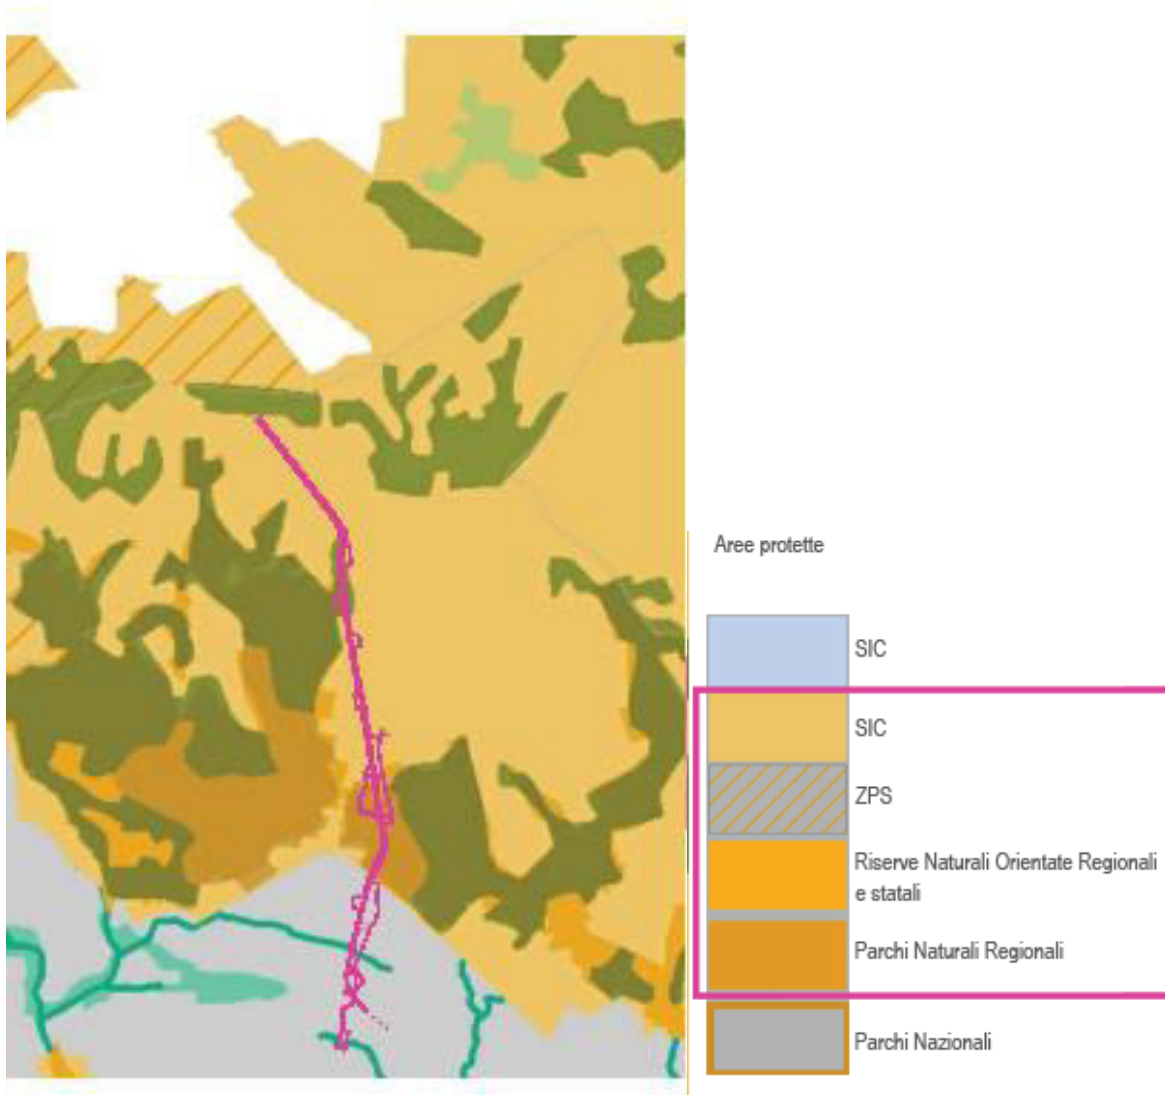 Aree protette
SIC
SIC
ZPS
Riserve Naturali Orientate Regionali
e statali
Parchi Naturali Regionali
Parchi Nazionali